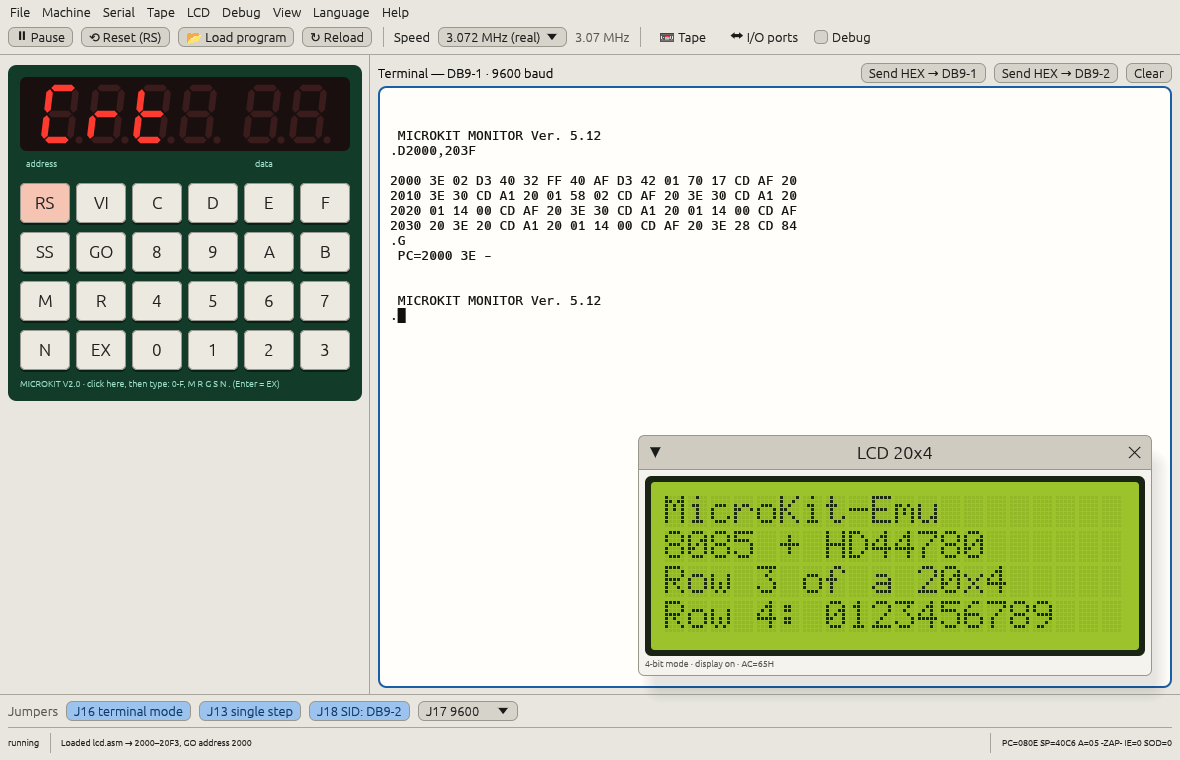 File Machine Serial Tape LCD Debug View Language Help
Pause Reset (RS) Load program Reload Speed 3.072 MHz (real) 3.07 MHz Tape I/O ports Debug
Crt
address data
RS VI C D E F
SS GO 8 9 A B
M R 4 5 6 7
N EX 0 1 2 3
MICROKIT V2.0 · click here, then type: 0-F, M R G S N . (Enter = EX)
Terminal — DB9-1 · 9600 baud Send HEX → DB9-1 Send HEX → DB9-2 Clear
MICROKIT MONITOR Ver. 5.12
.D2000,203F
2000 3E 02 D3 40 32 FF 40 AF D3 42 01 70 17 CD AF 20
2010 3E 30 CD A1 20 01 58 02 CD AF 20 3E 30 CD A1 20
2020 01 14 00 CD AF 20 3E 30 CD A1 20 01 14 00 CD AF
2030 20 3E 20 CD A1 20 01 14 00 CD AF 20 3E 28 CD 84
.G
PC=2000 3E -
MICROKIT MONITOR Ver. 5.12
.
LCD 20x4
MicroKit-Emu
8085 + HD44780
Row 3 of a 20x4
Row 4: 0123456789
4-bit mode · display on · AC=65H
Jumpers J16 terminal mode J13 single step J18 SID: DB9-2 J17 9600
running Loaded lcd.asm → 2000–20F3, GO address 2000 PC=080E SP=40C6 A=05 -ZAP- IE=0 SOD=0